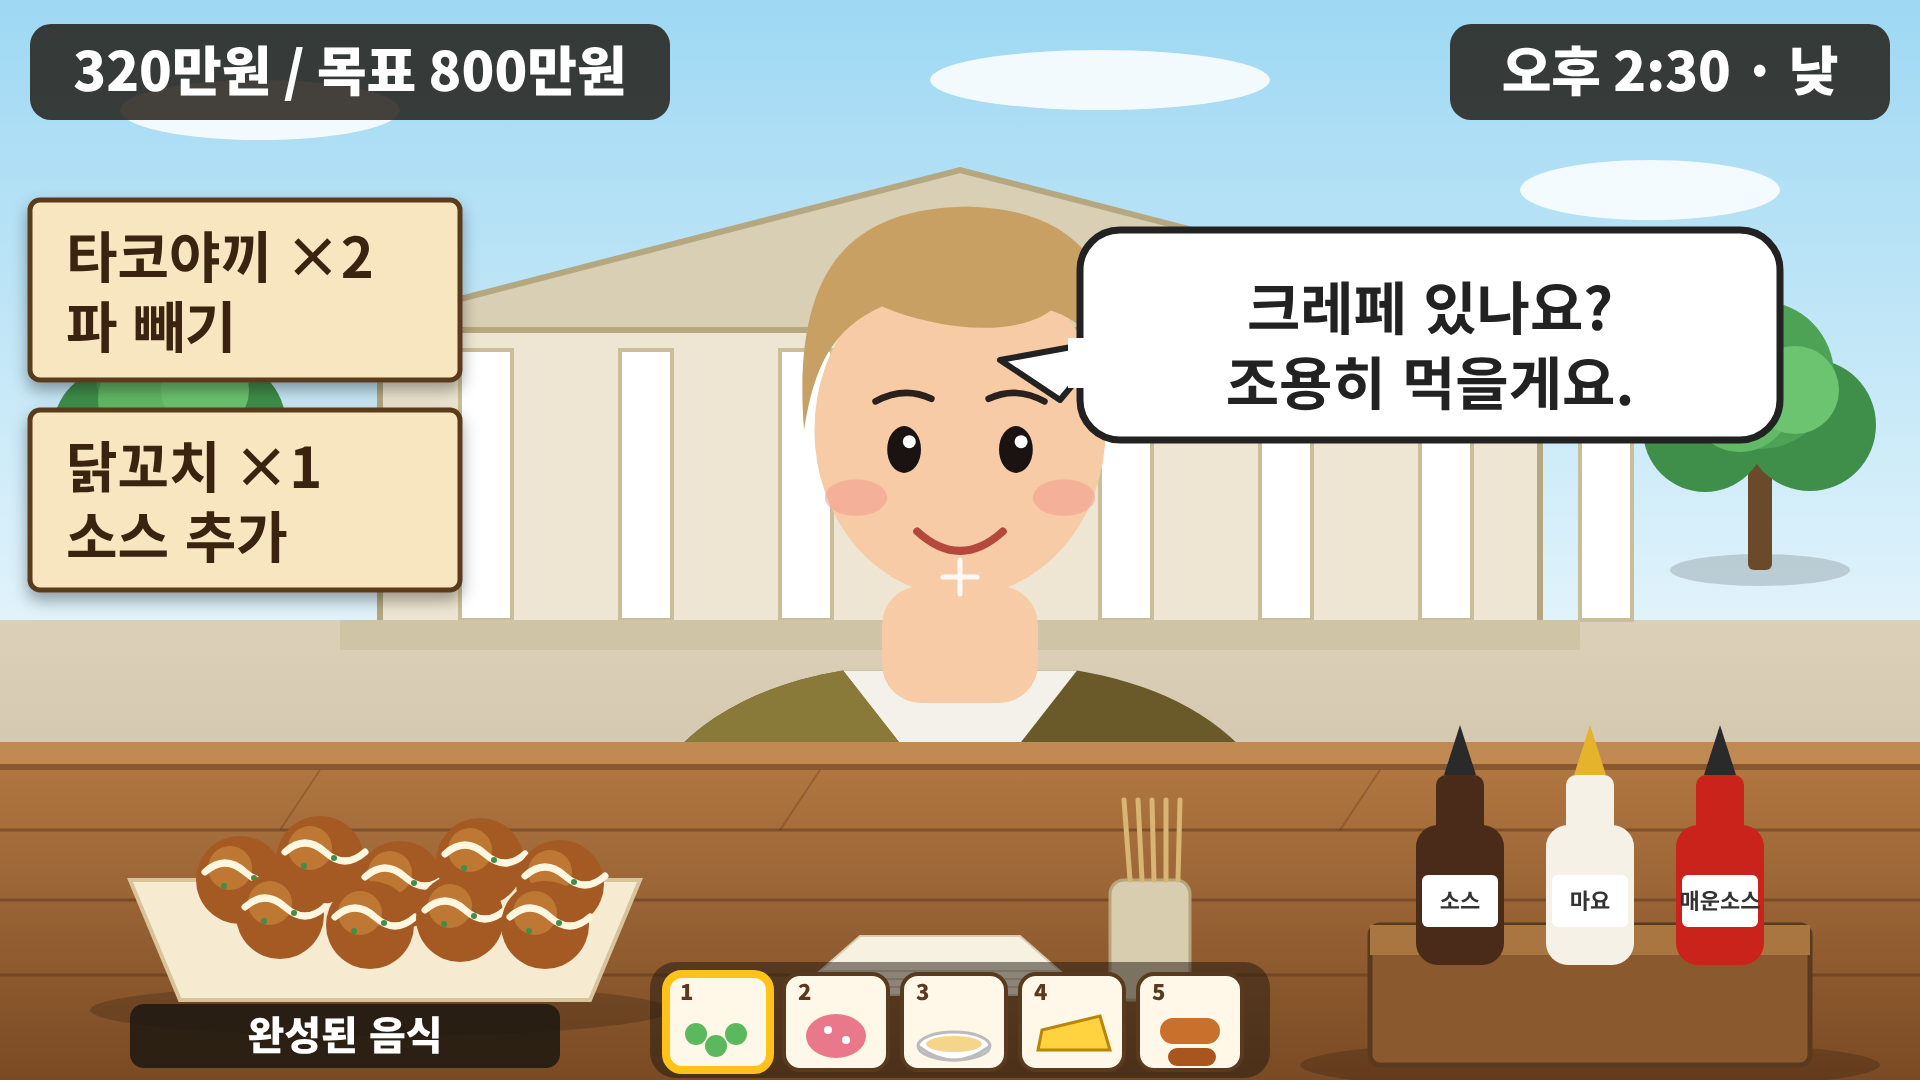 320만원 / 목표 800만원
오후 2:30 · 낮
타코야끼 ×2
파 빼기
닭꼬치 ×1
소스 추가
크레페 있나요?
조용히 먹을게요.
소스
마요
매운소스
완성된 음식
1
2
3
4
5